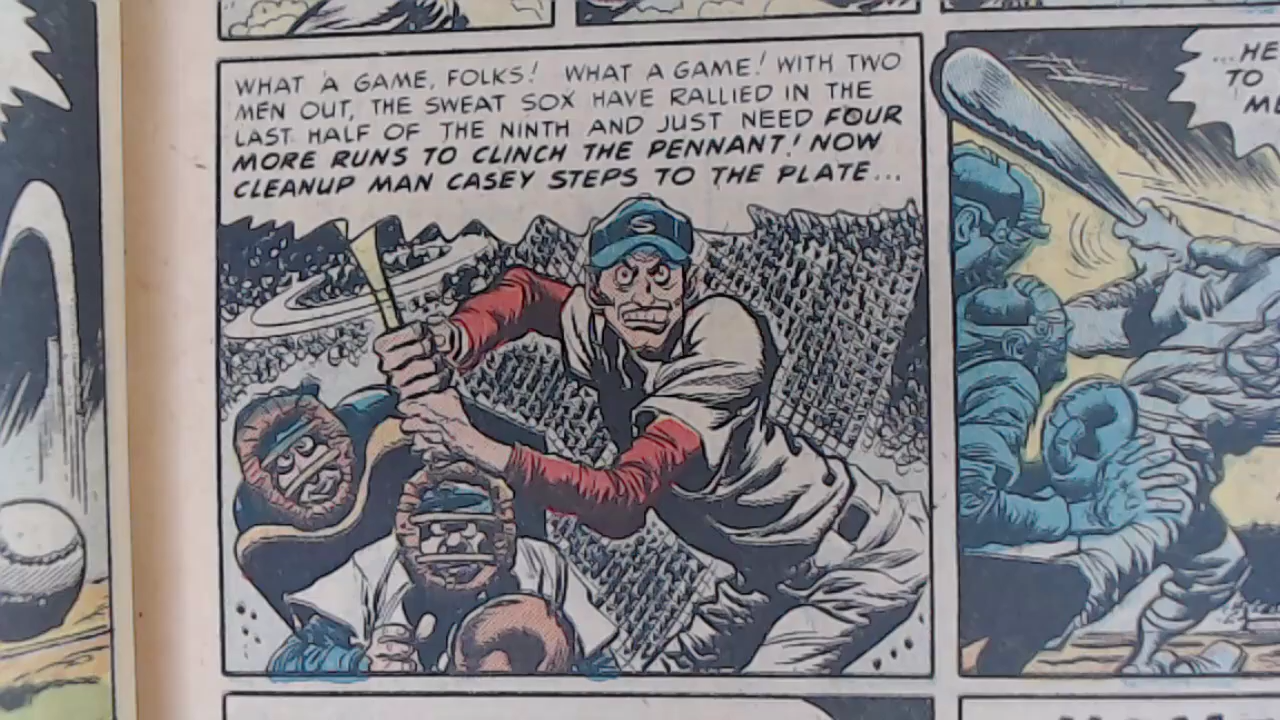 WHAT A GAME, FOLKS! WHAT A GAME! WITH TWO
MEN OUT, THE SWEAT SOX HAVE RALLIED IN THE
LAST HALF OF THE NINTH AND JUST NEED FOUR
MORE RUNS TO CLINCH THE PENNANT! NOW
CLEANUP MAN CASEY STEPS TO THE PLATE...
S
...HE
TO